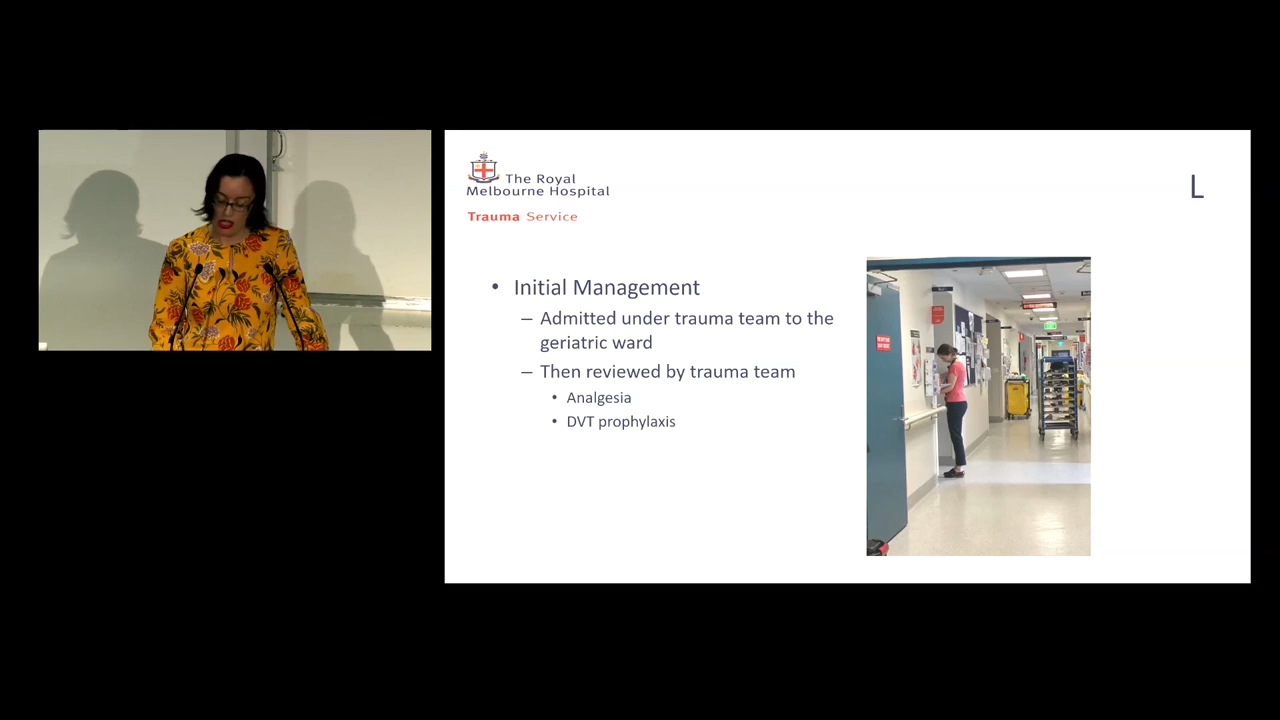 The Royal
Melbourne Hospital
Trauma Service
L
• Initial Management
– Admitted under trauma team to the
geriatric ward
– Then reviewed by trauma team
• Analgesia
• DVT prophylaxis